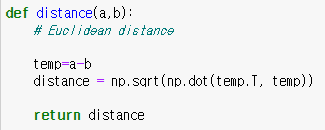 def distance(a,b):
# Euclidean distance
temp=a-b
distance = np.sqrt(np.dot(temp.T, temp))
return distance